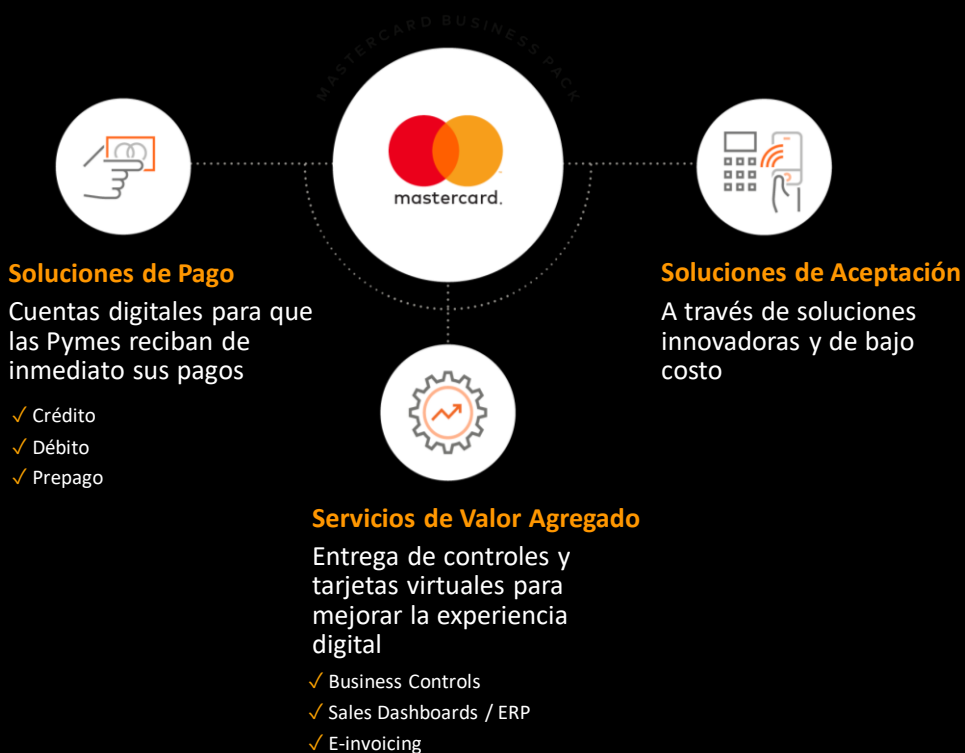 MASTERCARD BUSINESS PACK
mastercard.
Soluciones de Pago
Cuentas digitales para que
las Pymes reciban de
inmediato sus pagos
✓ Crédito
✓ Débito
✓ Prepago
Soluciones de Aceptación
A través de soluciones
innovadoras y de bajo
costo
Servicios de Valor Agregado
Entrega de controles y
tarjetas virtuales para
mejorar la experiencia
digital
✓ Business Controls
✓ Sales Dashboards / ERP
✓ E-invoicing